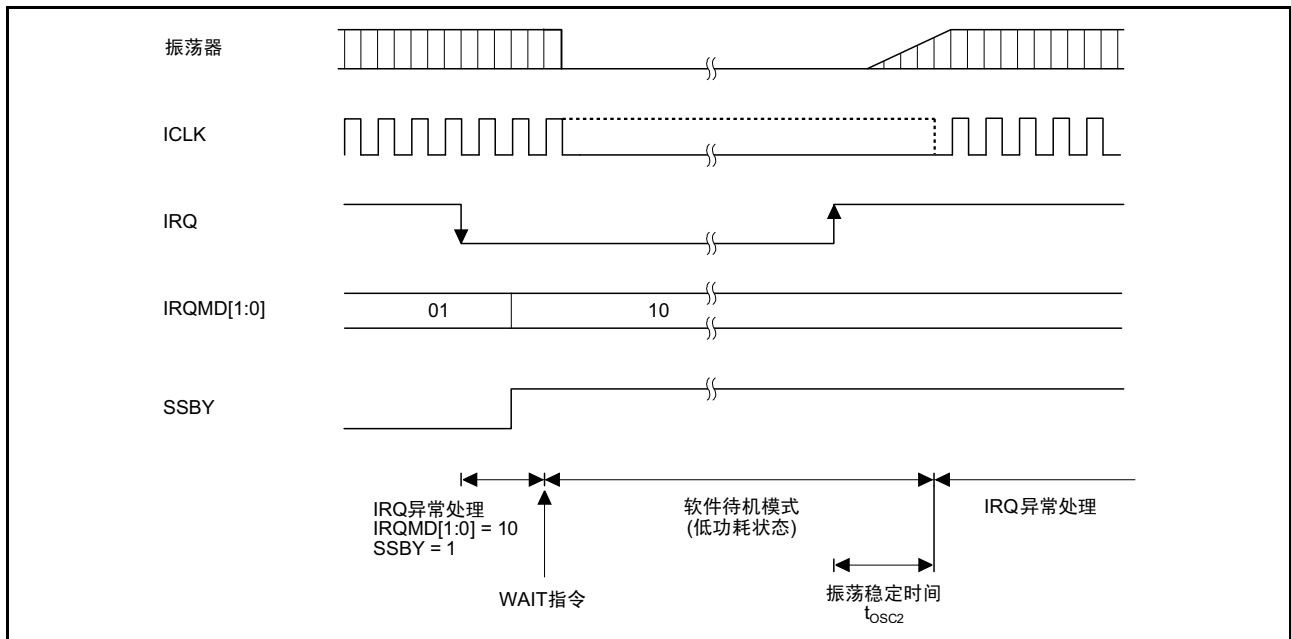 振荡器
ICLK
IRQ
IRQMD[1:0]
01
10
SSBY
IRQ异常处理
IRQMD[1:0] = 10
SSBY = 1
软件待机模式
(低功耗状态)
IRQ异常处理
WAIT指令
振荡稳定时间
tOSC2